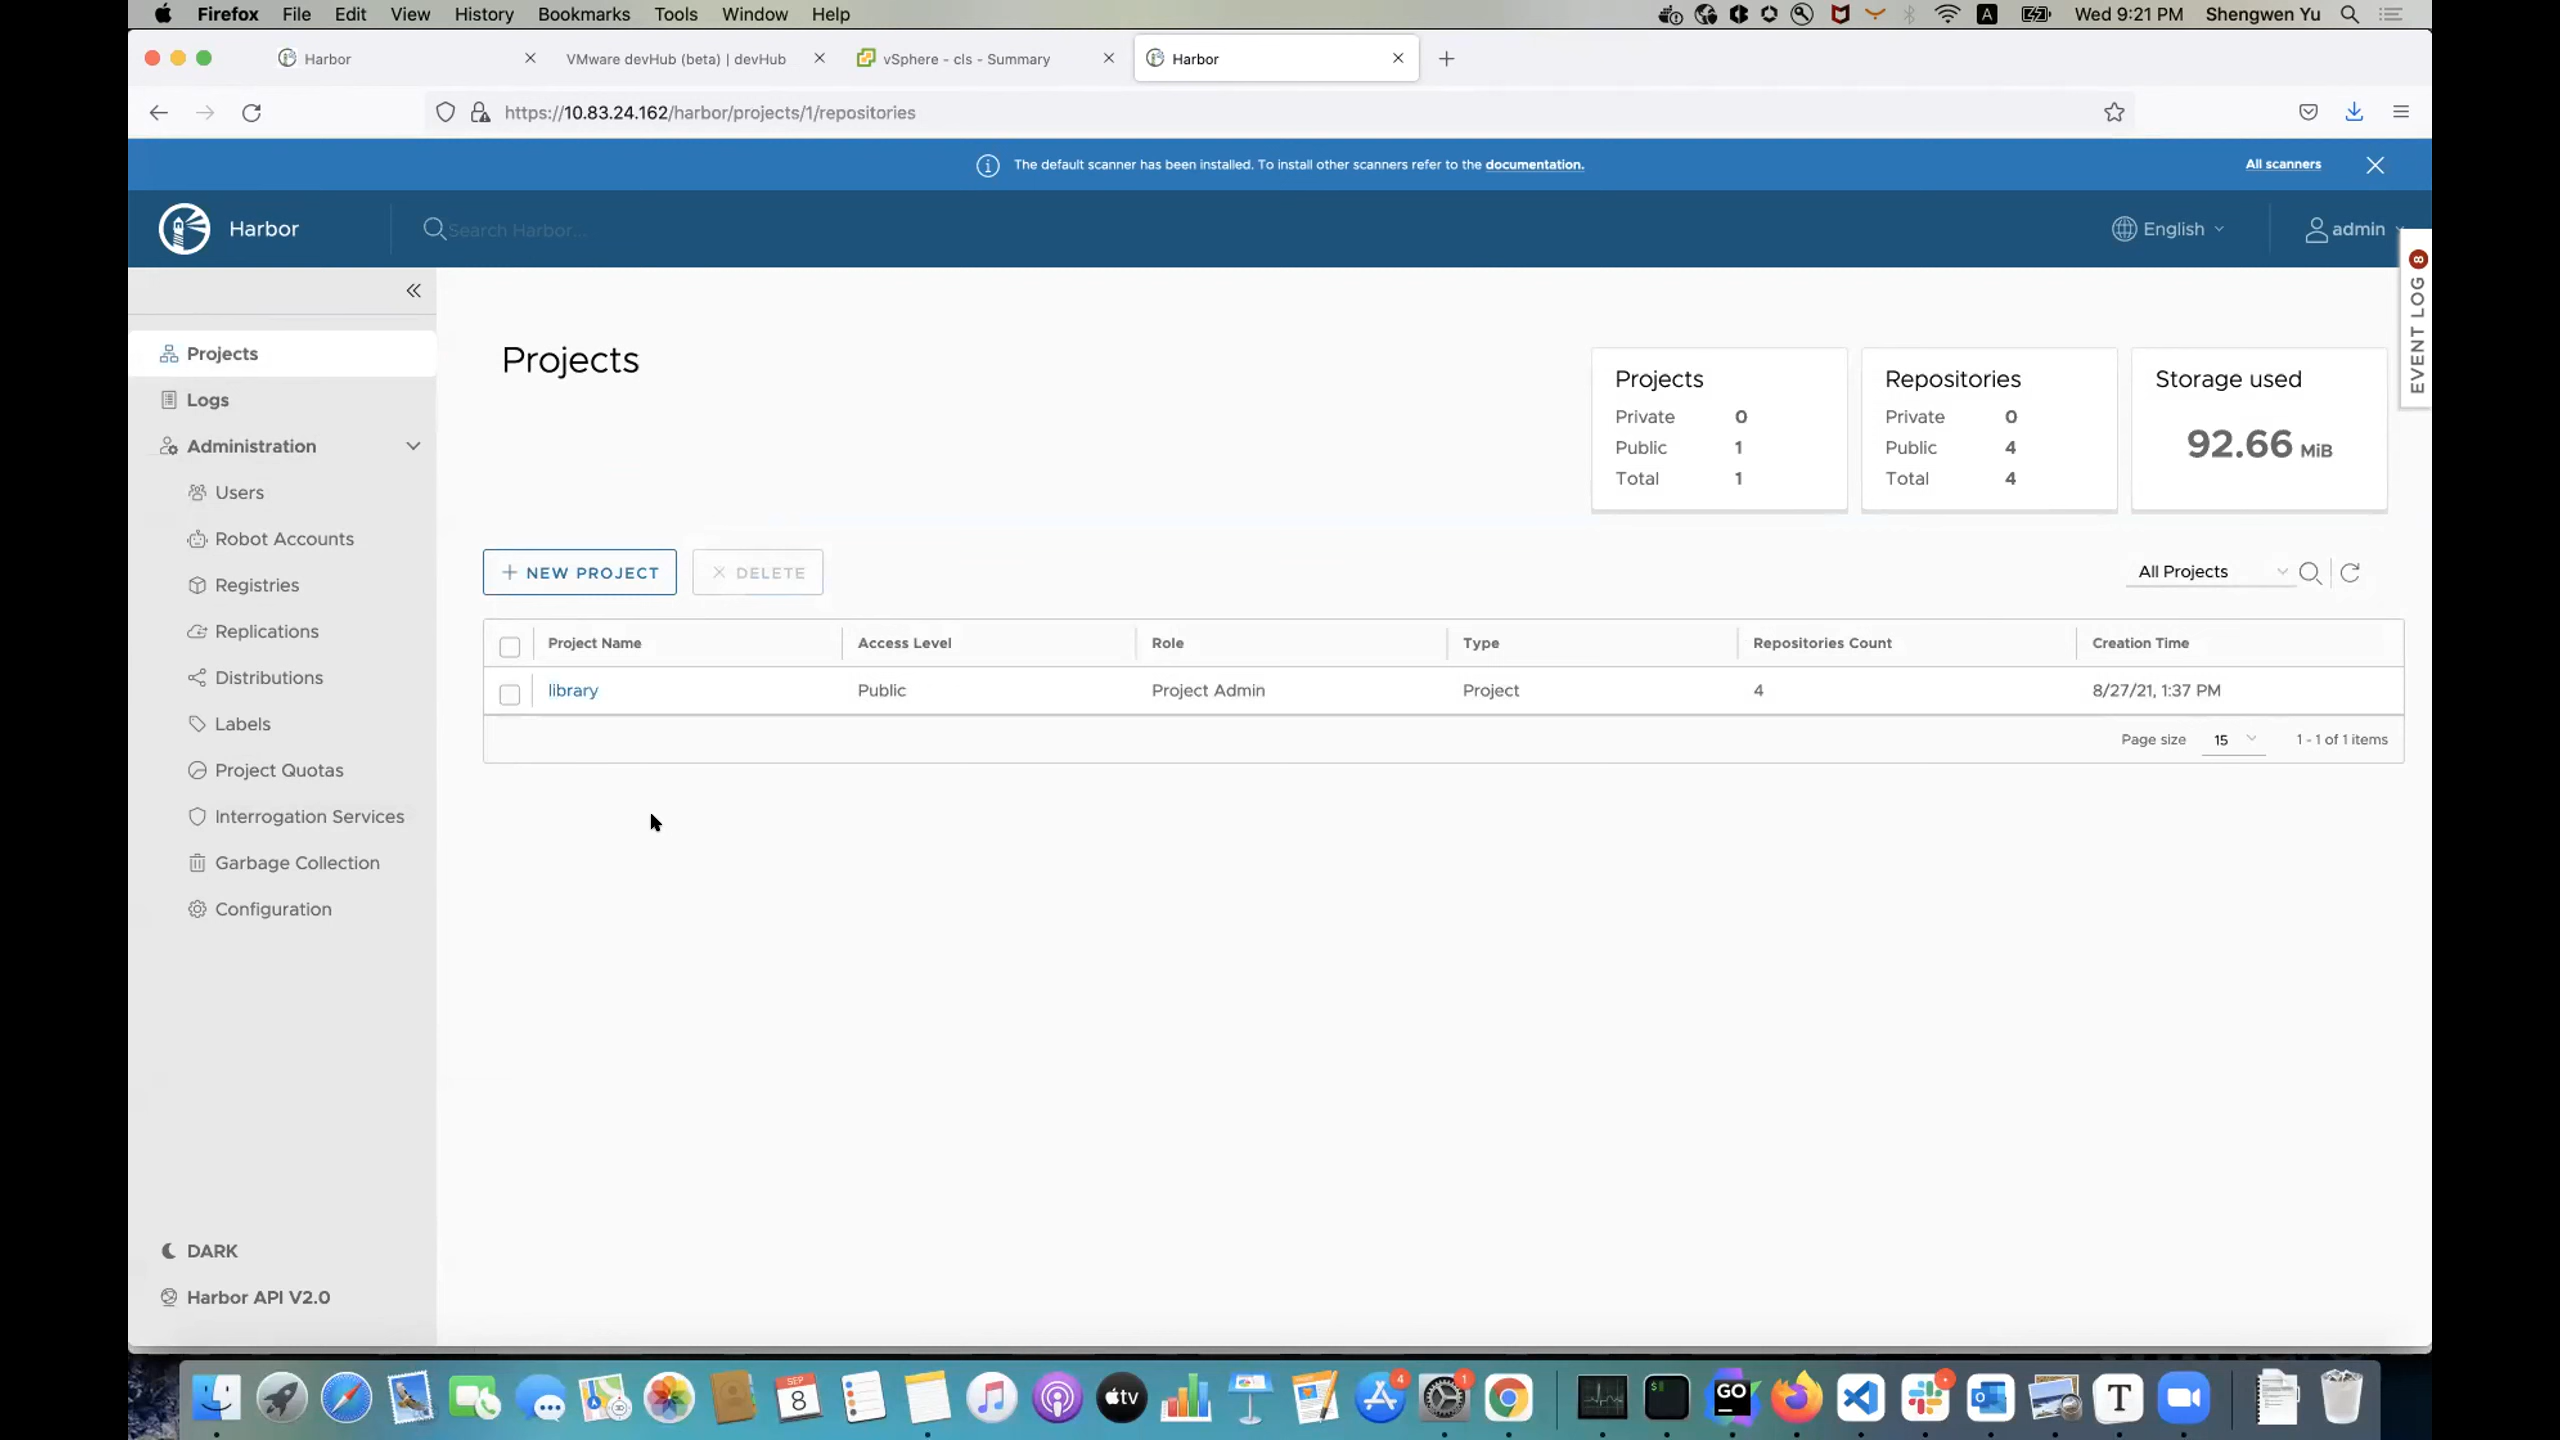 Firefox File Edit View History Bookmarks Tools Window Help A Wed 9:21 PM Shengwen Yu
Harbor VMware devHub (beta) | devHub vSphere - cls - Summary Harbor
https://10.83.24.162/harbor/projects/1/repositories
The default scanner has been installed. To install other scanners refer to the documentation. All scanners
Harbor Search Harbor... English admin
EVENT LOG 8
Projects
Logs
Administration
Users
Robot Accounts
Registries
Replications
Distributions
Labels
Project Quotas
Interrogation Services
Garbage Collection
Configuration
DARK
Harbor API V2.0
Projects
Projects
Private 0
Public 1
Total 1
Repositories
Private 0
Public 4
Total 4
Storage used
92.66 MiB
+ NEW PROJECT × DELETE All Projects
Project Name Access Level Role Type Repositories Count Creation Time
library Public Project Admin Project 4 8/27/21, 1:37 PM
Page size 15 1 - 1 of 1 items
SEP
8
tv
4
1
$
GO
T